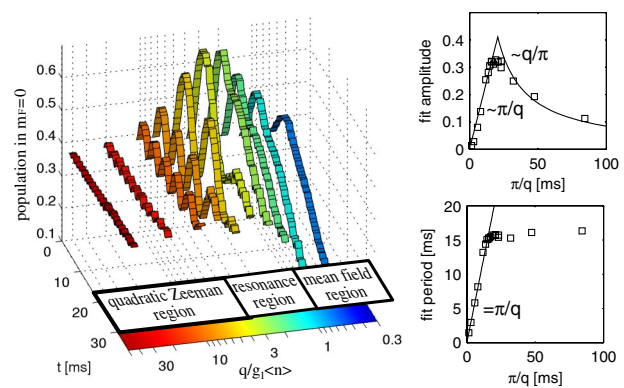 population in mF=0
0.6
0.5
0.4
0.3
0.2
0.1
0
10
20
30
t [ms]
quadratic Zeeman
region
resonance
region
mean field
region
30
10
3
1
0.3
q/g₁<n>
fit amplitude
0.4
0.3
0.2
0.1
0
~q/π
~π/q
0
50
100
π/q [ms]
fit period [ms]
20
15
10
5
0
=π/q
0
50
100
π/q [ms]